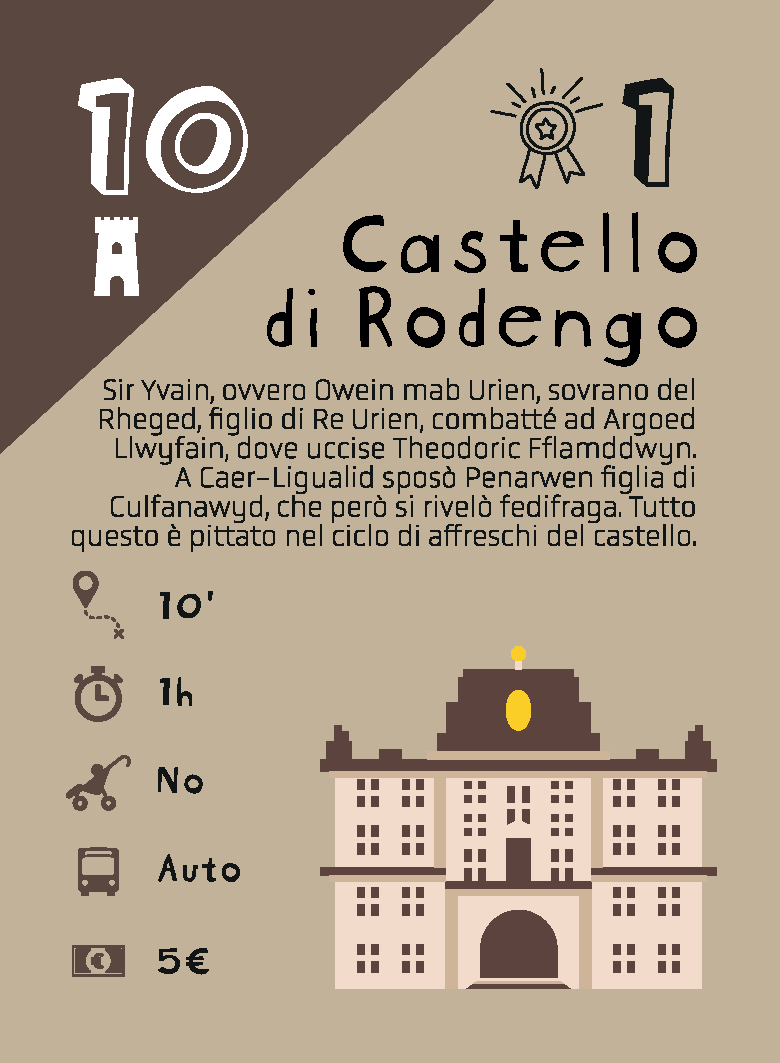 10
A
1
Castello
di Rodengo
Sir Yvain, ovvero Owein mab Urien, sovrano del
Rheged, figlio di Re Urien, combatté ad Argoed
Llwyfain, dove uccise Theodoric Fflamddwyn.
A Caer-Ligualid sposò Penarwen figlia di
Culfanawyd, che però si rivelò fedifraga. Tutto
questo è pittato nel ciclo di affreschi del castello.
10'
1h
No
Auto
5€